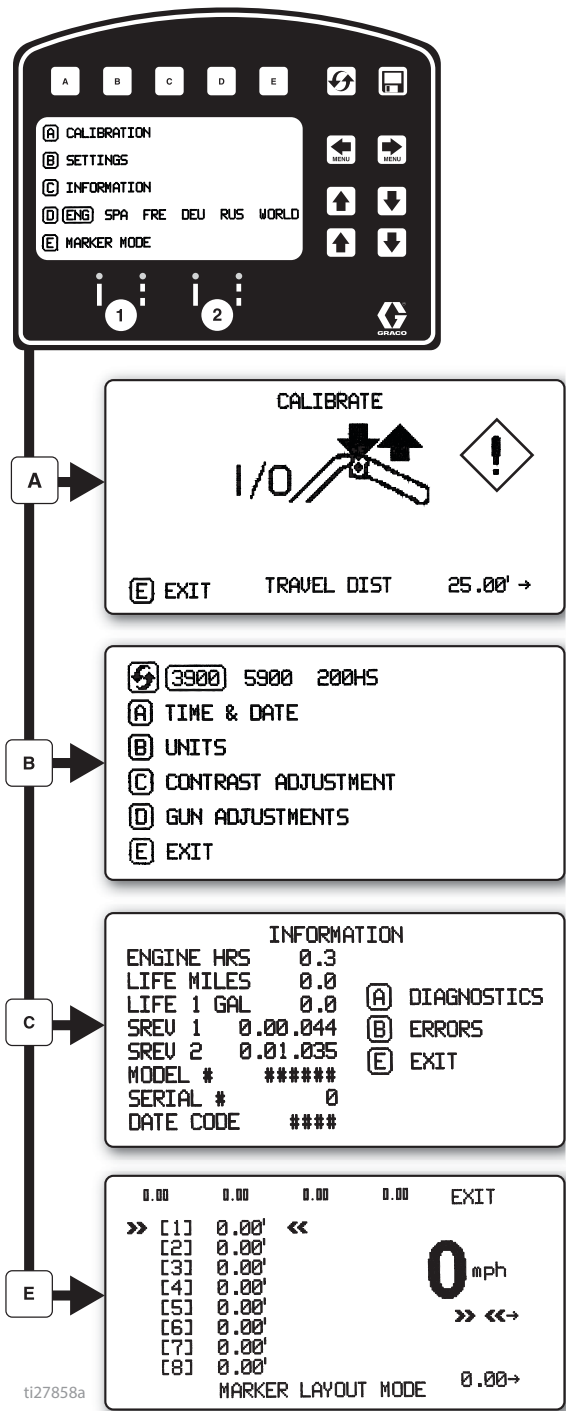 A B C D E
A CALIBRATION
MENU MENU
B SETTINGS
C INFORMATION
D ENG SPA FRE DEU RUS WORLD
E MARKER MODE
1 2
GRACO
CALIBRATE
A
I/O !
E EXIT TRAVEL DIST 25.00' →
3900 5900 200HS
A TIME & DATE
B UNITS
B
C CONTRAST ADJUSTMENT
D GUN ADJUSTMENTS
E EXIT
INFORMATION
ENGINE HRS 0.3
LIFE MILES 0.0
LIFE 1 GAL 0.0
A DIAGNOSTICS
C
SREV 1 0.00.044
B ERRORS
SREV 2 0.01.035
E EXIT
MODEL # ######
SERIAL # 0
DATE CODE ####
0.00 0.00 0.00 0.00 EXIT
>> [1] 0.00' <<
[2] 0.00'
[3] 0.00'
0 mph
[4] 0.00'
E
[5] 0.00'
>> <<→
[6] 0.00'
[7] 0.00'
[8] 0.00'
0.00→
MARKER LAYOUT MODE
ti27858a